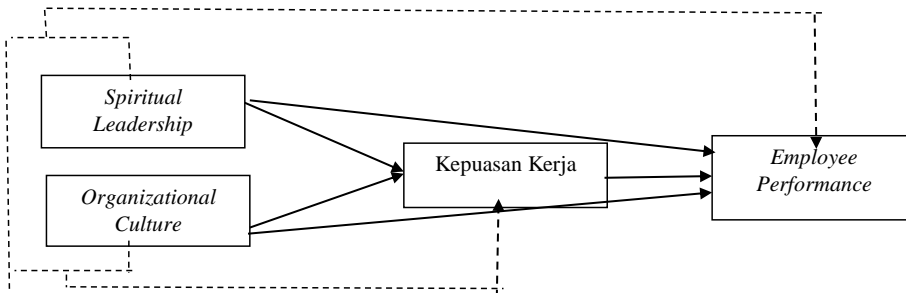 Spiritual
Leadership
Kepuasan Kerja
Employee
Performance
Organizational
Culture